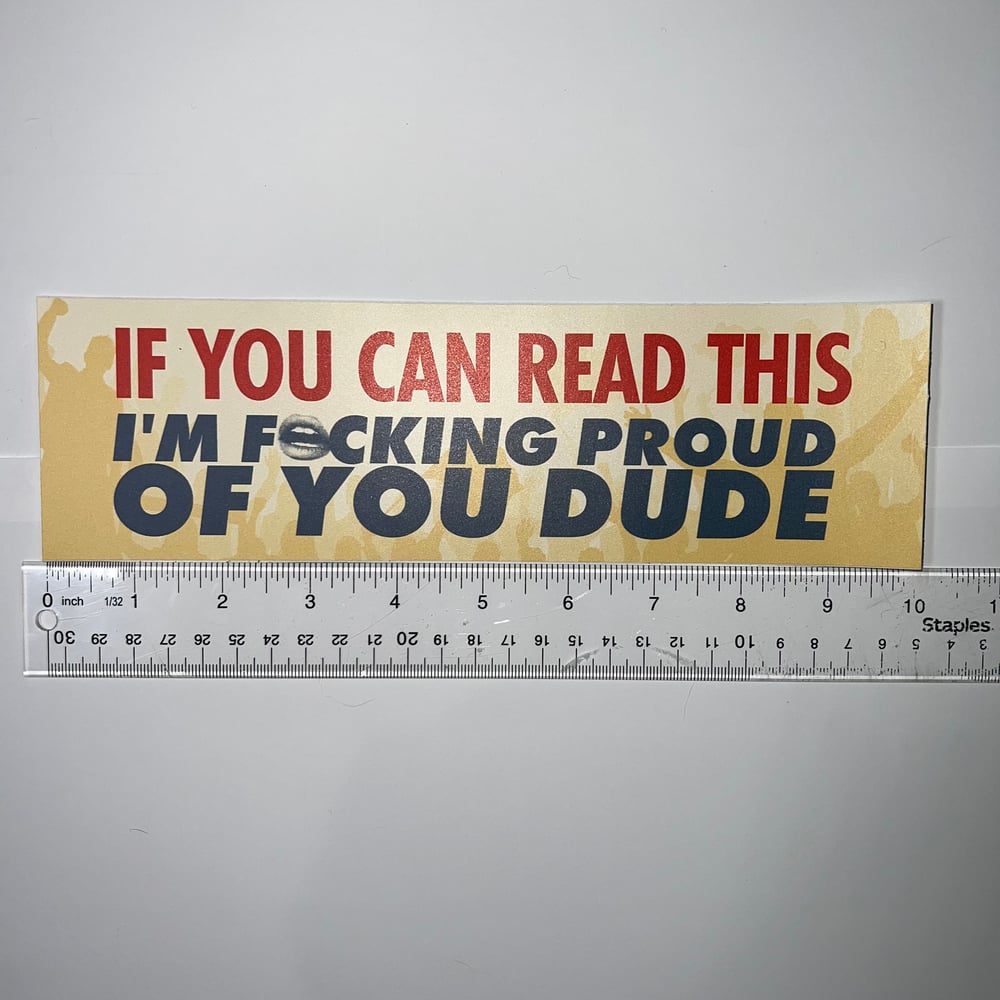 IF YOU CAN READ THIS
I'M FCKING PROUD
OF YOU DUDE
0 inch 1/32 1 2 3 4 5 6 7 8 9 10 1
Staples
30 29 28 27 26 25 24 23 22 21 20 19 18 17 16 15 14 13 12 11 10 9 8 7 6 5 4 3